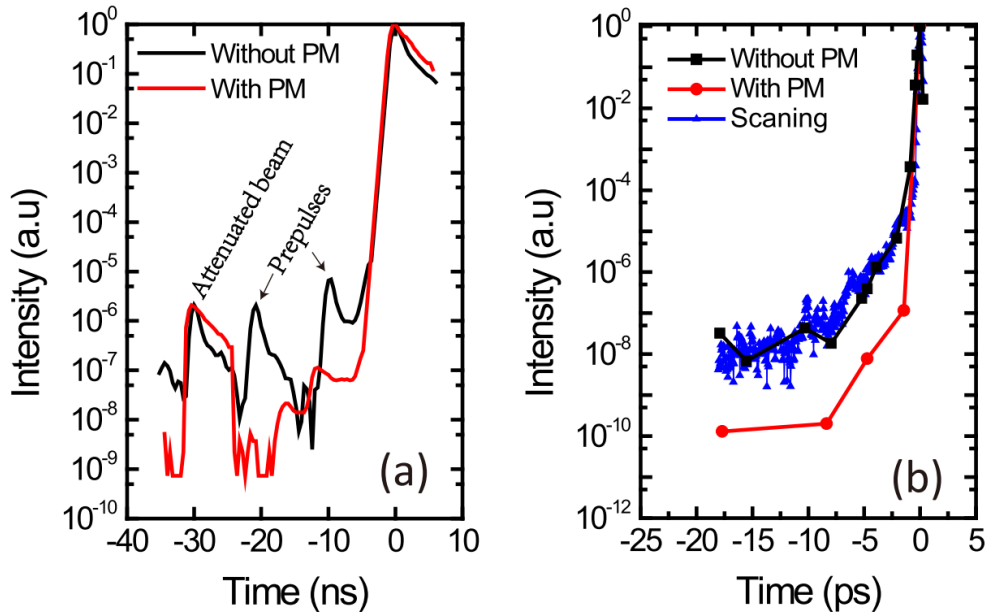 Intensity (a.u)
10^0
10^-1
10^-2
10^-3
10^-4
10^-5
10^-6
10^-7
10^-8
10^-9
10^-10
Without PM
With PM
Attenuated beam
Prepulses
(a)
-40 -30 -20 -10 0 10
Time (ns)
Intensity (a.u)
10^0
10^-2
10^-4
10^-6
10^-8
10^-10
10^-12
Without PM
With PM
Scaning
(b)
-25 -20 -15 -10 -5 0 5
Time (ps)